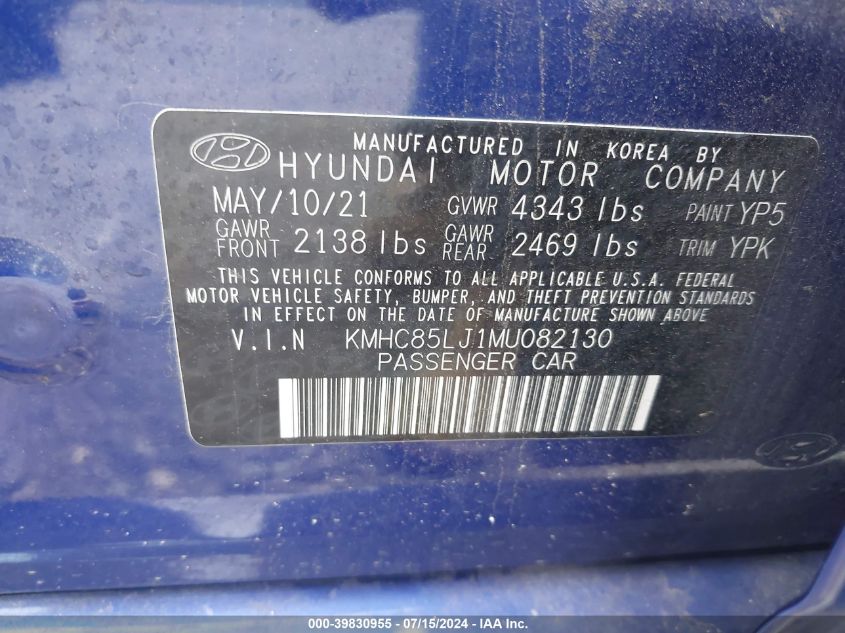 MANUFACTURED IN KOREA BY
HYUNDAI MOTOR COMPANY
MAY/10/21 GVWR 4343 lbs PAINT YP5
GAWR FRONT 2138 lbs GAWR REAR 2469 lbs TRIM YPK
THIS VEHICLE CONFORMS TO ALL APPLICABLE U.S.A. FEDERAL
MOTOR VEHICLE SAFETY, BUMPER, AND THEFT PREVENTION STANDARDS
IN EFFECT ON THE DATE OF MANUFACTURE SHOWN ABOVE
V.I.N KMHC85LJ1MU082130
PASSENGER CAR
000-39830955 - 07/15/2024 - IAA Inc.